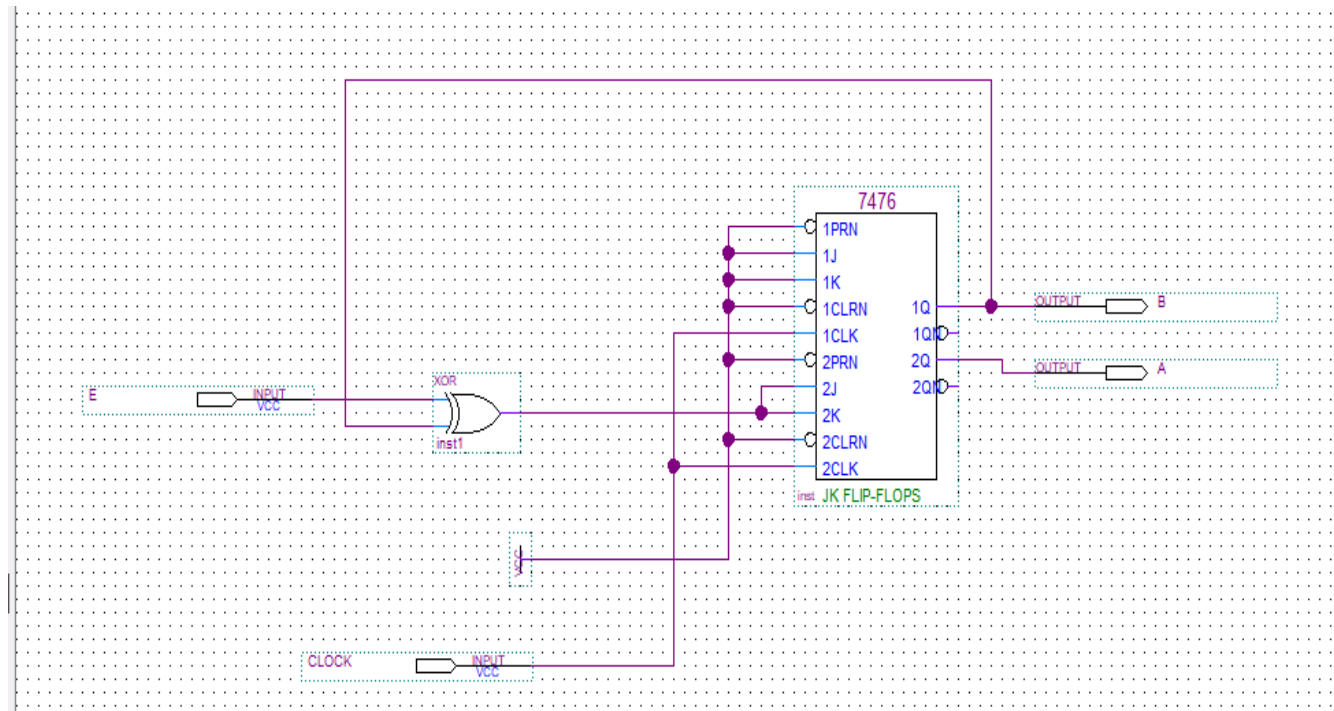 7476
1PRN
1J
1K
1CLRN
1CLK
2PRN
2J
2K
2CLRN
2CLK
1Q
1QN
2Q
2QN
OUTPUT B
OUTPUT A
inst JK FLIP-FLOPS
E INPUT
VCC
XOR
inst1
VCC
CLOCK INPUT
VCC